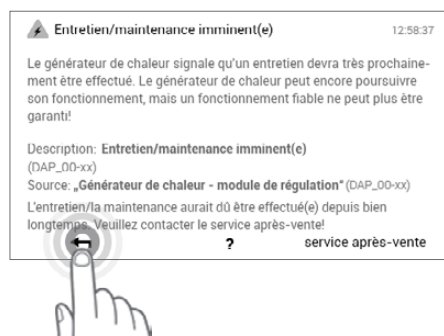 Entretien/maintenance imminent(e) 12:58:37
Le générateur de chaleur signale qu'un entretien devra très prochaine-
ment être effectué. Le générateur de chaleur peut encore poursuivre
son fonctionnement, mais un fonctionnement fiable ne peut plus être
garanti!
Description: Entretien/maintenance imminent(e)
(DAP_00-xx)
Source: „Générateur de chaleur - module de régulation" (DAP_00-xx)
L'entretien/la maintenance aurait dû être effectué(e) depuis bien
longtemps. Veuillez contacter le service après-vente!
? service après-vente